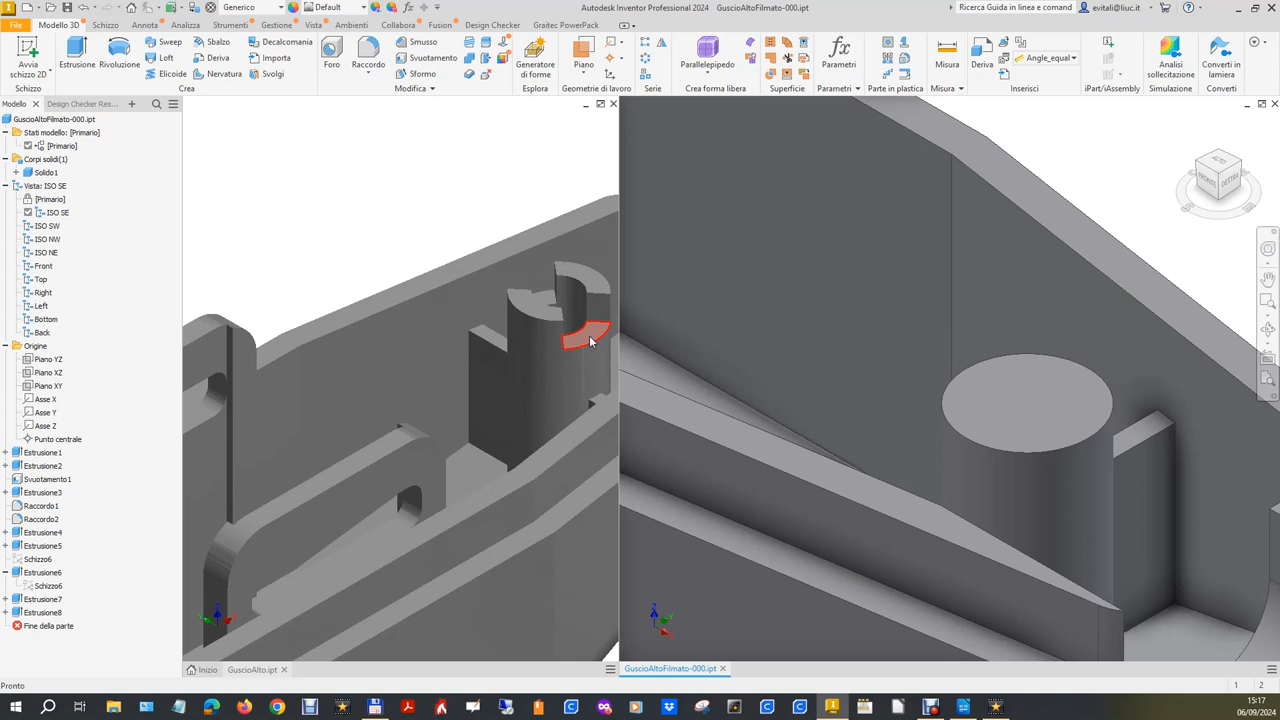 Generico
Default
Autodesk Inventor Professional 2024   GuscioAltoFilmato-000.ipt
Ricerca Guida in linea e comand
evitali@liuc.it
File
Modello 3D
Schizzo
Annota
Analizza
Strumenti
Gestione
Vista
Ambienti
Collabora
Fusion
Design Checker
Graitec PowerPack
Avvia
schizzo 2D
Estrusione
Rivoluzione
Sweep
Loft
Elicoide
Sbalzo
Deriva
Nervatura
Decalcomania
Importa
Svolgi
Foro
Raccordo
Smusso
Svuotamento
Sformo
Generatore
di forme
Piano
Parallelepipedo
fx
Parametri
Misura
Deriva
Angle_equal
Analisi
sollecitazione
Converti in
lamiera
Schizzo
Crea
Modifica
Esplora
Geometrie di lavoro
Serie
Crea forma libera
Superficie
Parametri
Parte in plastica
Misura
Inserisci
iPart/iAssembly
Simulazione
Converti
Modello
Design Checker Res...
GuscioAltoFilmato-000.ipt
Stati modello: [Primario]
[Primario]
Corpi solidi(1)
Solido1
Vista: ISO SE
[Primario]
ISO SE
ISO SW
ISO NW
ISO NE
Front
Top
Right
Left
Bottom
Back
Origine
Piano YZ
Piano XZ
Piano XY
Asse X
Asse Y
Asse Z
Punto centrale
Estrusione1
Estrusione2
Svuotamento1
Estrusione3
Raccordo1
Raccordo2
Estrusione4
Estrusione5
Schizzo6
Estrusione6
Schizzo6
Estrusione7
Estrusione8
Fine della parte
ALTO
FRONTE
DESTRA
Inizio
GuscioAlto.ipt
GuscioAltoFilmato-000.ipt
Pronto
1
2
15:17
06/09/2024